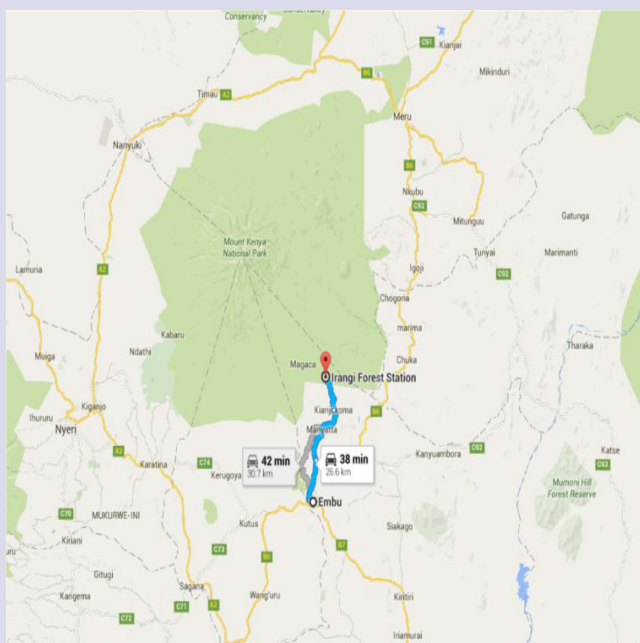 Conservancy
Conservancy
C91
Kianjai
Mikinduri
B6
Timau
A2
Meru
Nanyuki
B6
Nkubu
C92
Mitunguu
Gatunga
Mount Kenya
National Park
Tunyai
Marimanti
Lamuria
A2
Igoji
C92
Chogoria
Kabaru
marima
Tharaka
Muiga
Ndathi
Magaca
Chuka
Irangi Forest Station
Ihururu
Kiganjo
Kianjokoma
B6
Nyeri
Manyatta
A2
42 min
30.7 km
38 min
26.6 km
Kanyuambora
C92
Katse
Karatina
C74
Kerugoya
C93
Mumoni Hill
Forest Reserve
Embu
C70
MUKURWE-INI
Kutus
Siakago
Kiriani
C73
B6
B7
Gitugi
Sagana
Kangema
C71
Wang'uru
Kiritiri
C72
A2
Iriamurai